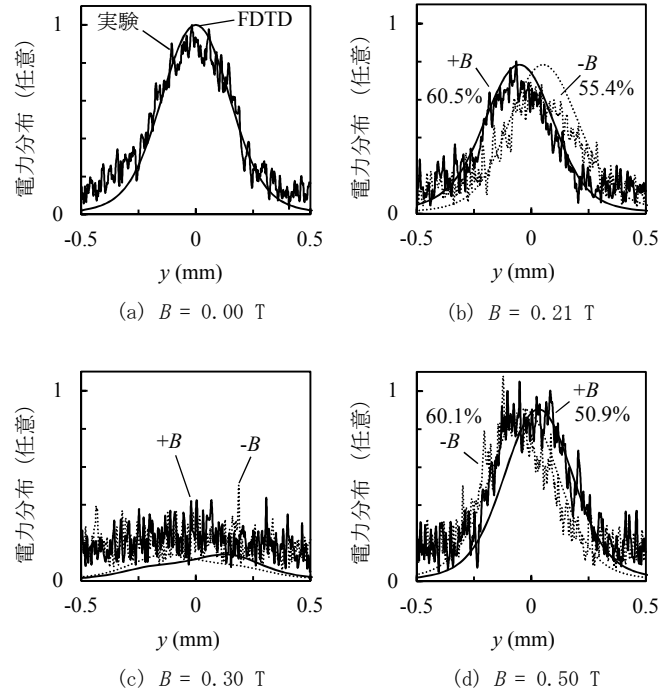 実験
FDTD
1
0
電力分布（任意）
-0.5
0
0.5
y (mm)
(a) B = 0.00 T
+B
60.5%
-B
55.4%
1
0
電力分布（任意）
-0.5
0
0.5
y (mm)
(b) B = 0.21 T
+B
-B
1
0
電力分布（任意）
-0.5
0
0.5
y (mm)
(c) B = 0.30 T
60.1%
-B
+B
50.9%
1
0
電力分布（任意）
-0.5
0
0.5
y (mm)
(d) B = 0.50 T